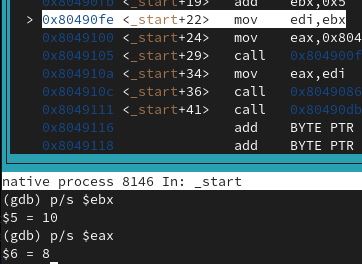 0x80490fb <_start+19> add ebx,0x5
> 0x80490fe <_start+22> mov edi,ebx
0x8049100 <_start+24> mov eax,0x804
0x8049105 <_start+29> call 0x804900f
0x804910a <_start+34> mov eax,edi
0x804910c <_start+36> call 0x8049086
0x8049111 <_start+41> call 0x80490db
0x8049116 add BYTE PTR
0x8049118 add BYTE PTR
native process 8146 In: _start
(gdb) p/s $ebx
$5 = 10
(gdb) p/s $eax
$6 = 8